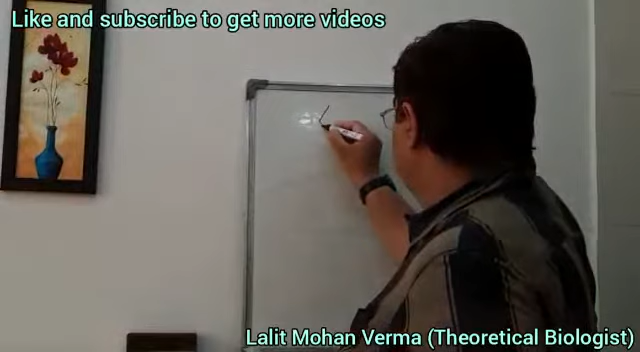 Like and subscribe to get more videos
Lalit Mohan Verma (Theoretical Biologist)